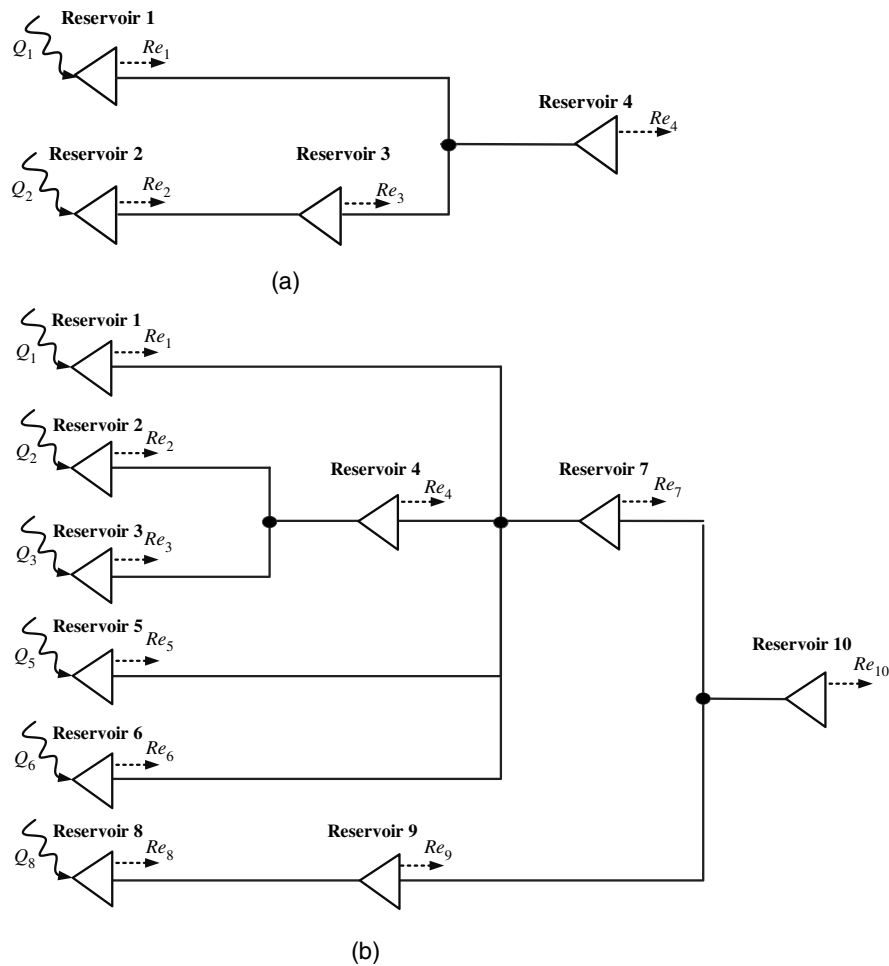 Reservoir 1
Q1
Re1
Reservoir 4
Re4
Reservoir 2
Reservoir 3
Q2
Re2
Re3
(a)
Reservoir 1
Q1
Re1
Reservoir 2
Q2
Re2
Reservoir 4
Re4
Reservoir 7
Re7
Reservoir 3
Q3
Re3
Reservoir 5
Q5
Re5
Reservoir 10
Re10
Reservoir 6
Q6
Re6
Reservoir 8
Reservoir 9
Q8
Re8
Re9
(b)